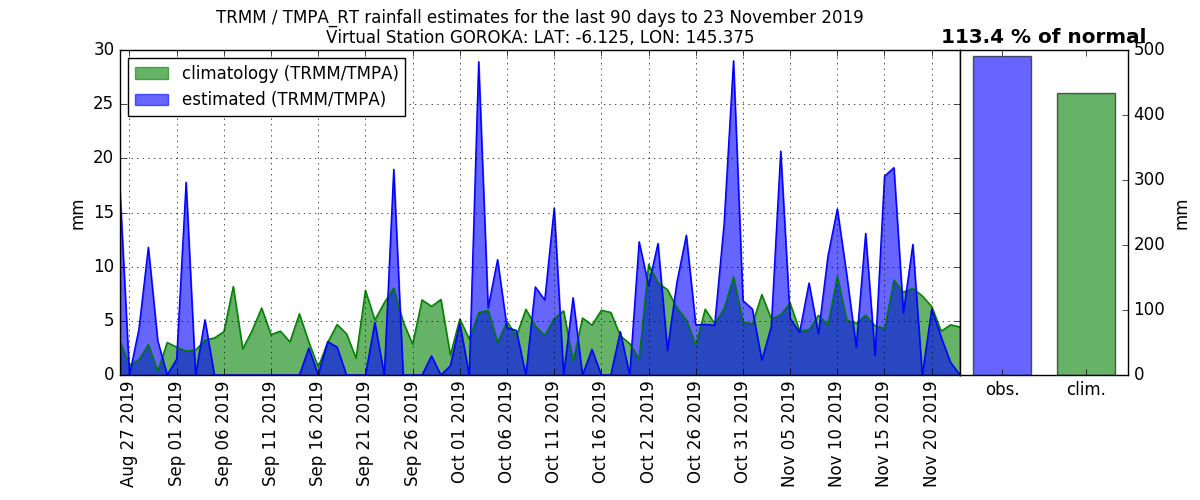 TRMM / TMPA_RT rainfall estimates for the last 90 days to 23 November 2019
Virtual Station GOROKA: LAT: -6.125, LON: 145.375
113.4 % of normal
climatology (TRMM/TMPA)
estimated (TRMM/TMPA)
30
25
20
15
10
5
0
mm
Aug 27 2019
Sep 01 2019
Sep 06 2019
Sep 11 2019
Sep 16 2019
Sep 21 2019
Sep 26 2019
Oct 01 2019
Oct 06 2019
Oct 11 2019
Oct 16 2019
Oct 21 2019
Oct 26 2019
Oct 31 2019
Nov 05 2019
Nov 10 2019
Nov 15 2019
Nov 20 2019
obs.
clim.
500
400
300
200
100
0
mm